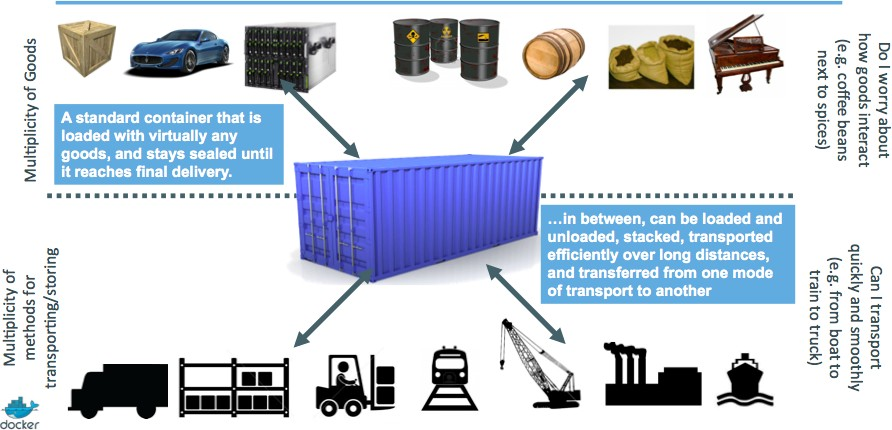 Multiplicity of Goods
Do I worry about
how goods interact
(e.g. coffee beans
next to spices)
A standard container that is
loaded with virtually any
goods, and stays sealed until
it reaches final delivery.
…in between, can be loaded and
unloaded, stacked, transported
efficiently over long distances,
and transferred from one mode
of transport to another
Multiplicity of
methods for
transporting/storing
Can I transport
quickly and smoothly
(e.g. from boat to
train to truck)
docker